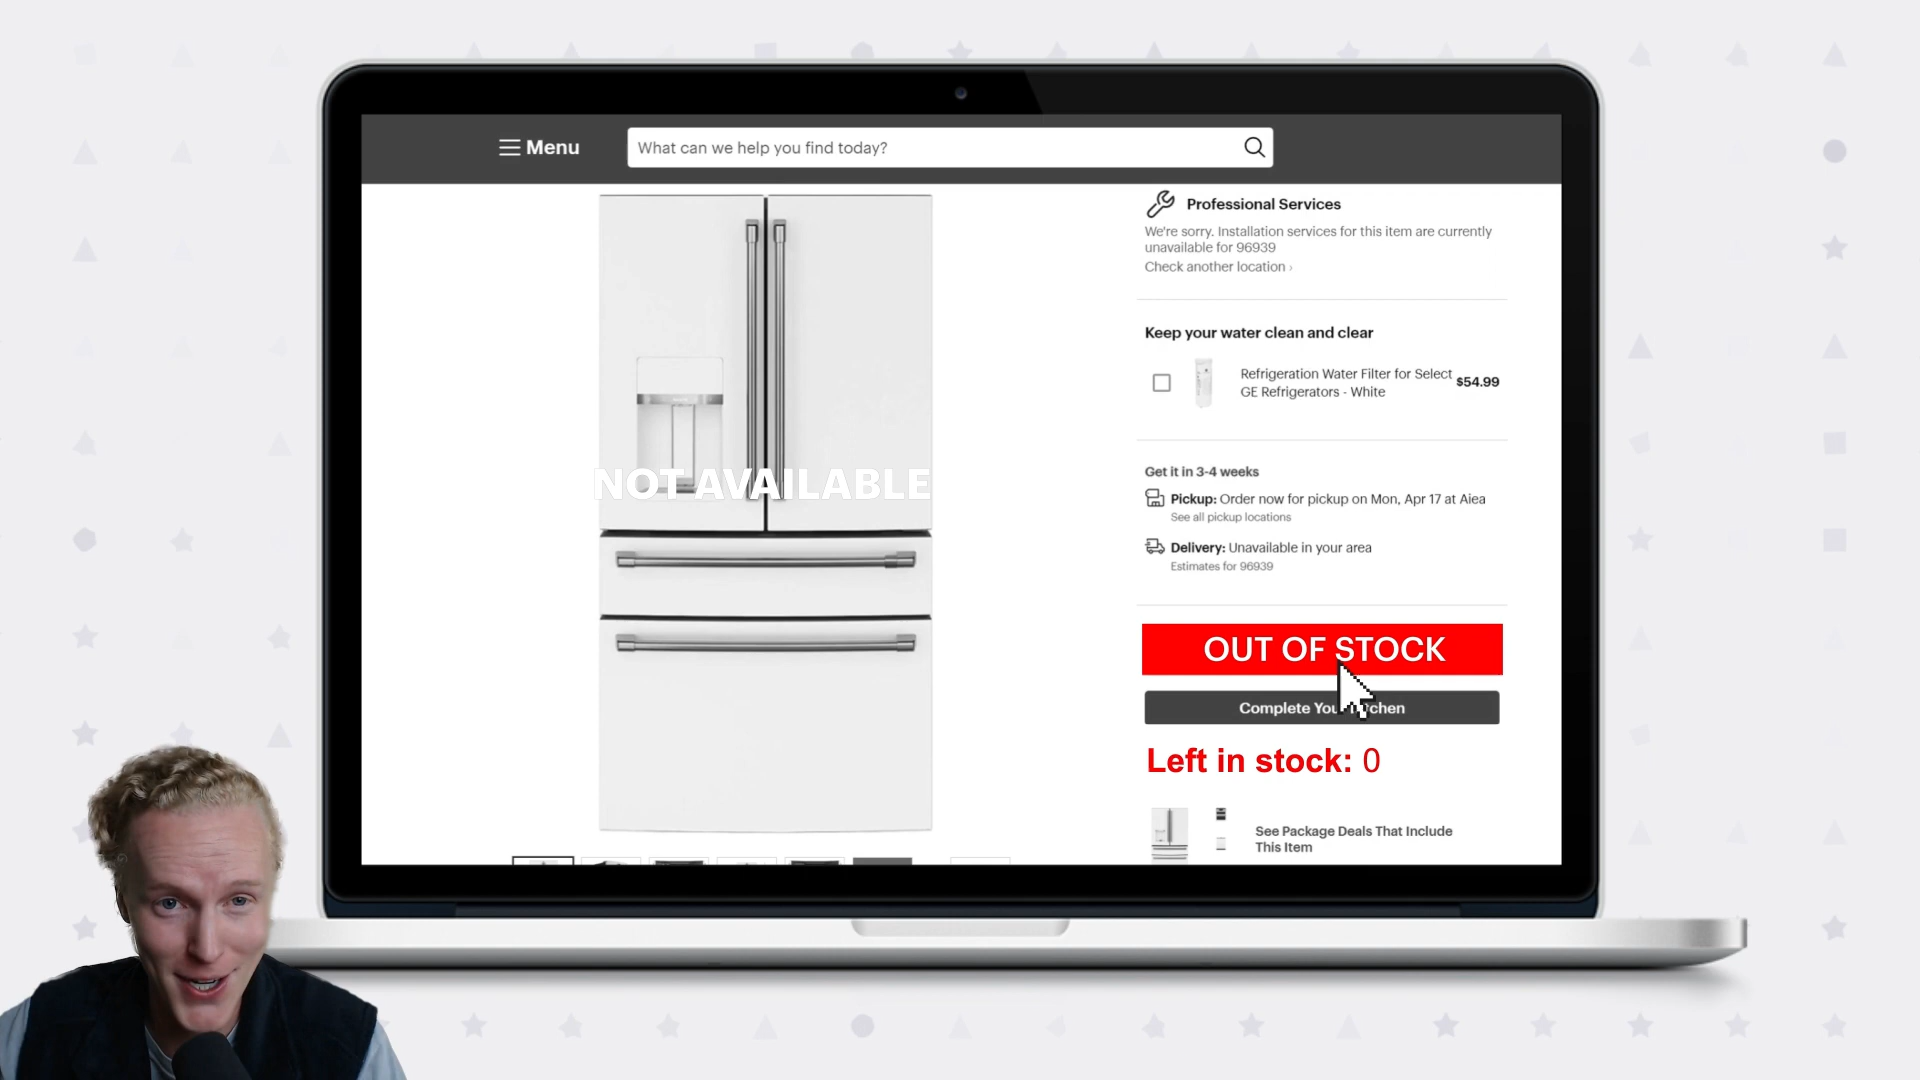 Menu
What can we help you find today?
NOT AVAILABLE
Professional Services
We're sorry. Installation services for this item are currently
unavailable for 96939
Check another location ›
Keep your water clean and clear
Refrigeration Water Filter for Select
GE Refrigerators - White
$54.99
Get it in 3-4 weeks
Pickup: Order now for pickup on Mon, Apr 17 at Aiea
See all pickup locations
Delivery: Unavailable in your area
Estimates for 96939
OUT OF STOCK
Complete
Left in stock: 0
See Package Deals That Include
This Item